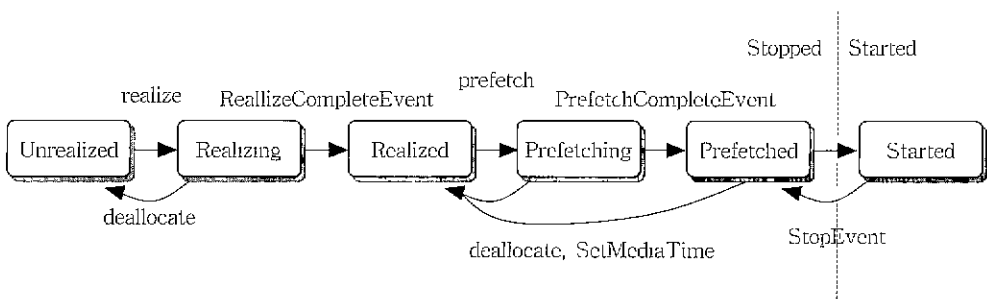 Stopped Started
prefetch
realize ReallizeCompleteEvent PrefetchCompleteEvent
Unrealized Realizing Realized Prefetching Prefetched Started
deallocate
StopEvent
deallocate, SetMediaTime